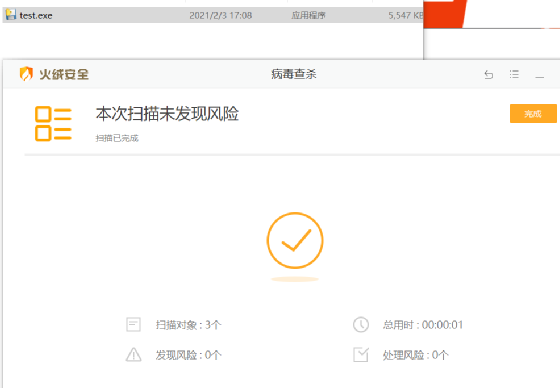 test.exe 2021/2/3 17:08 应用程序 5,547 KB
火绒安全 病毒查杀
本次扫描未发现风险 完成
扫描已完成
扫描对象 : 3个 总用时 : 00:00:01
发现风险 : 0个 处理风险 : 0个